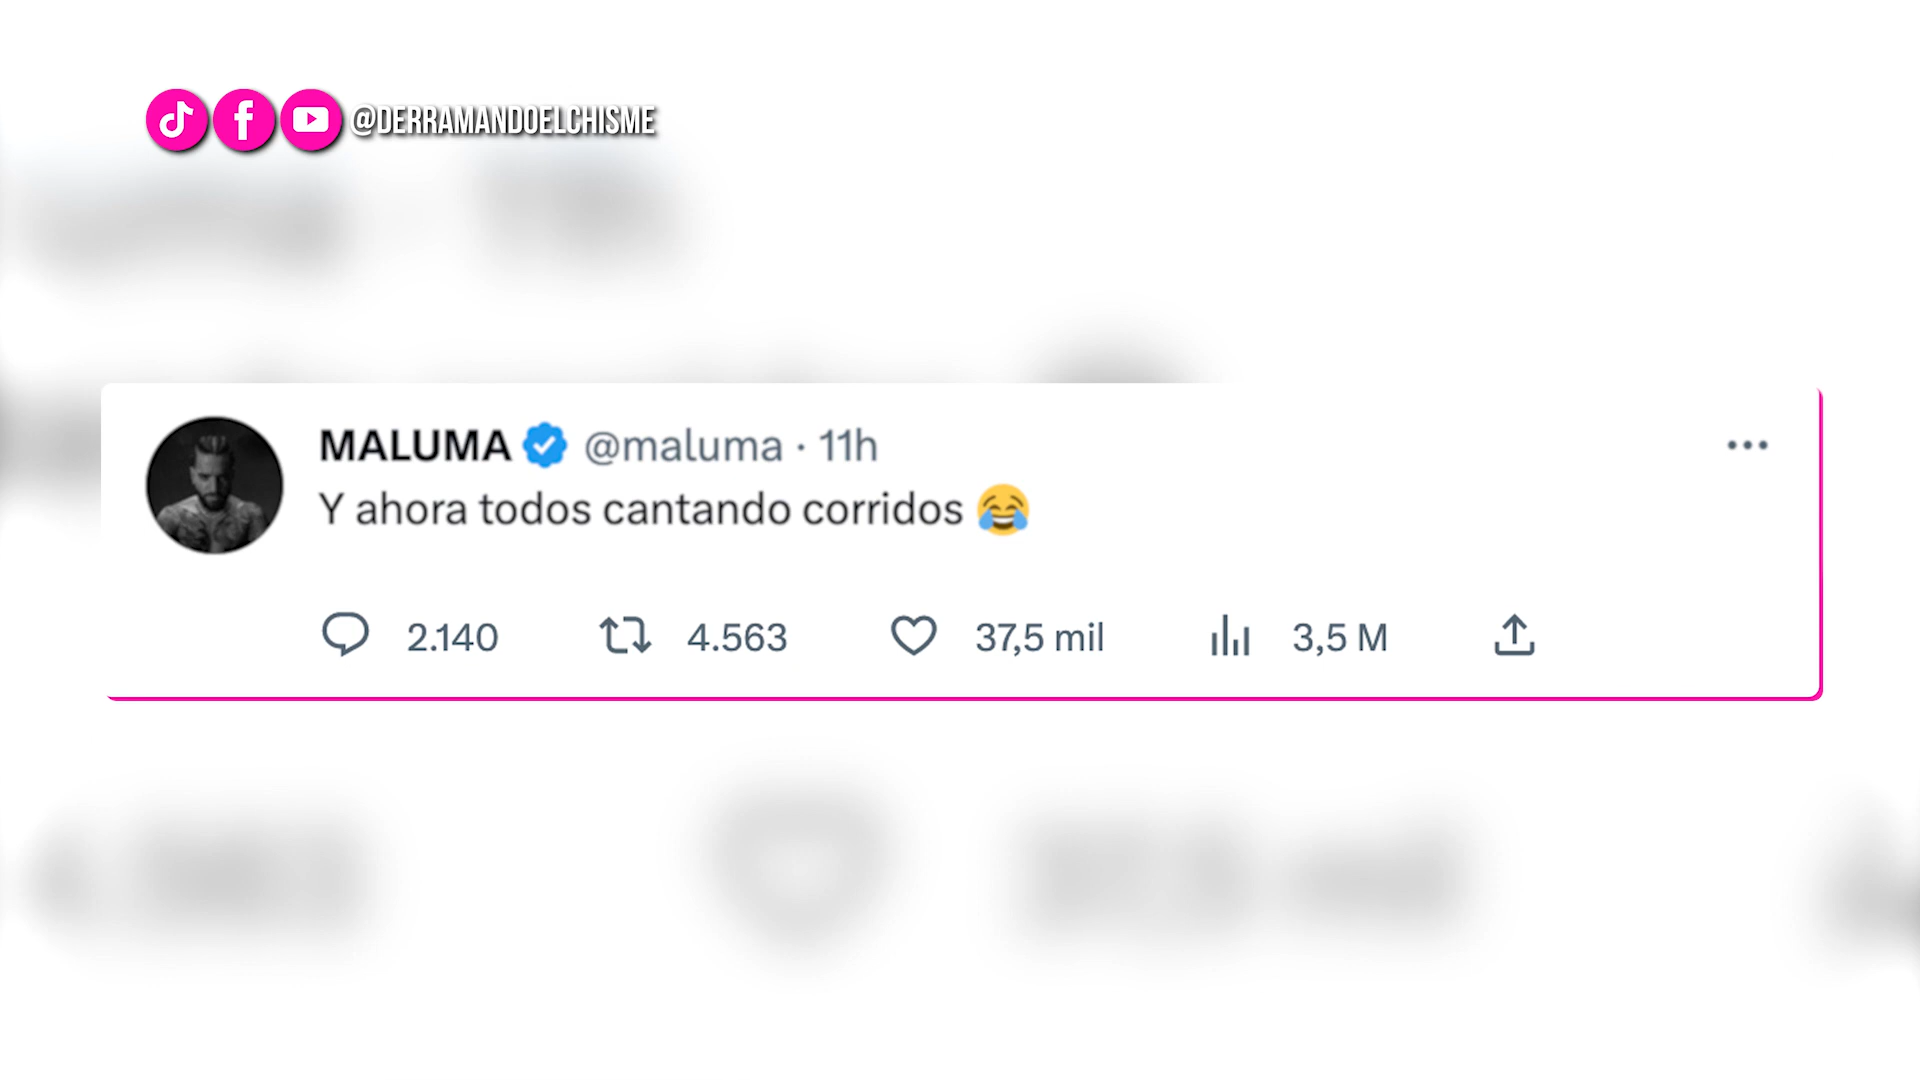 @DERRAMANDOELCHISME
MALUMA @maluma · 11h
Y ahora todos cantando corridos 😂
2.140 4.563 37,5 mil 3,5 M